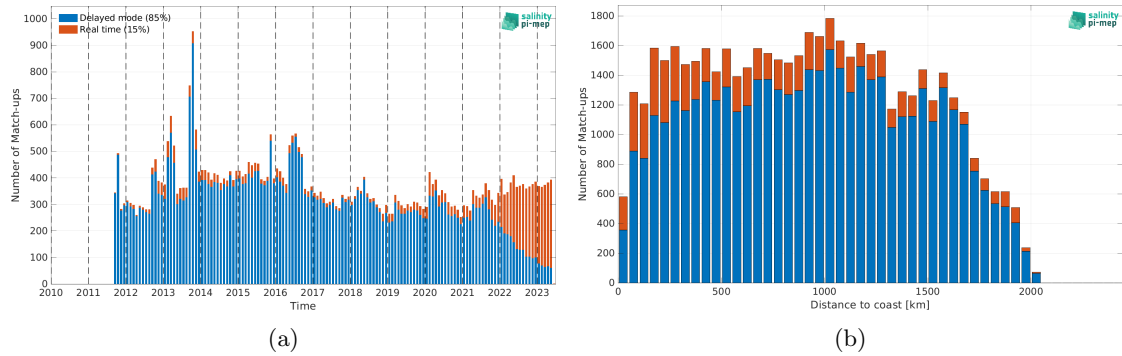 Delayed mode (85%)
Real time (15%)
salinity
pi-mep
Number of Match-ups
1000
900
800
700
600
500
400
300
200
100
0
2010 2011 2012 2013 2014 2015 2016 2017 2018 2019 2020 2021 2022 2023
Time
(a)
salinity
pi-mep
Number of Match-ups
1800
1600
1400
1200
1000
800
600
400
200
0
0 500 1000 1500 2000
Distance to coast [km]
(b)